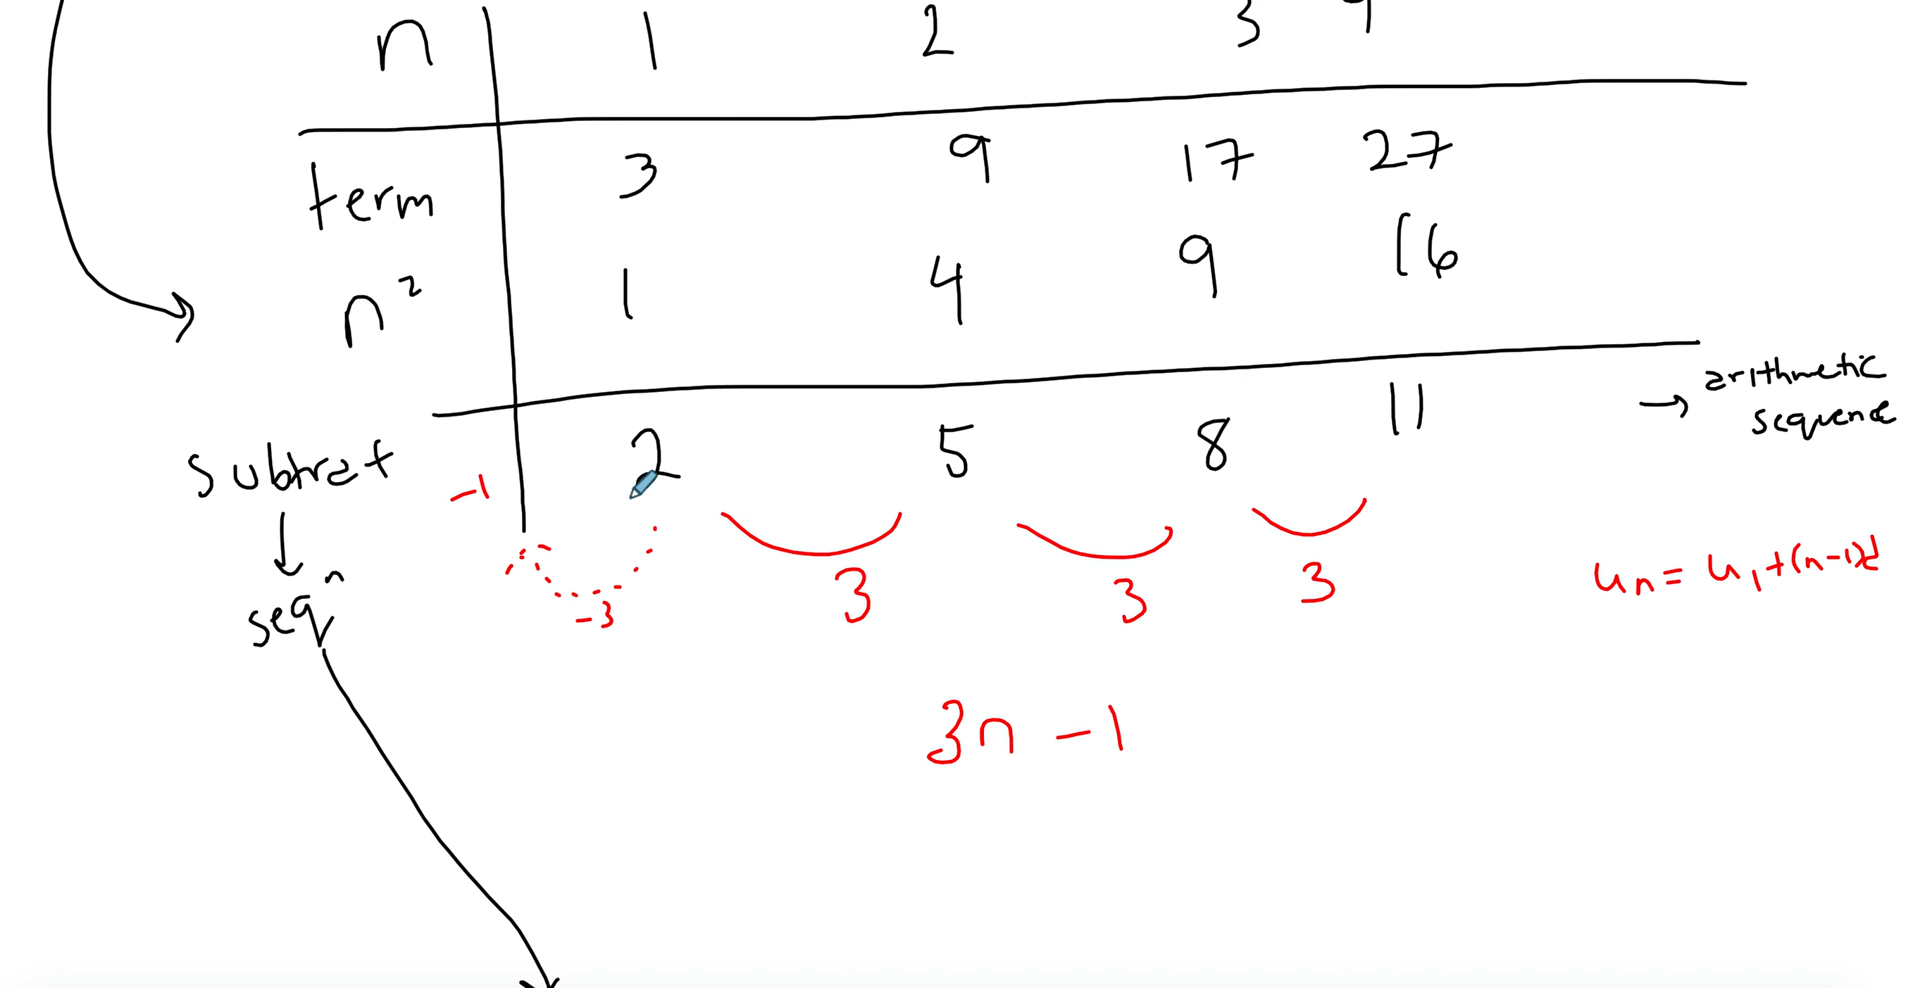 n 1 2 3 4
term 3 9 17 27
n² 1 4 9 16
→ arithmetic
sequence
subtrat 2 5 8 11
-1
-3 3 3 3
un = u1+(n-1)d
seqⁿ
3n - 1